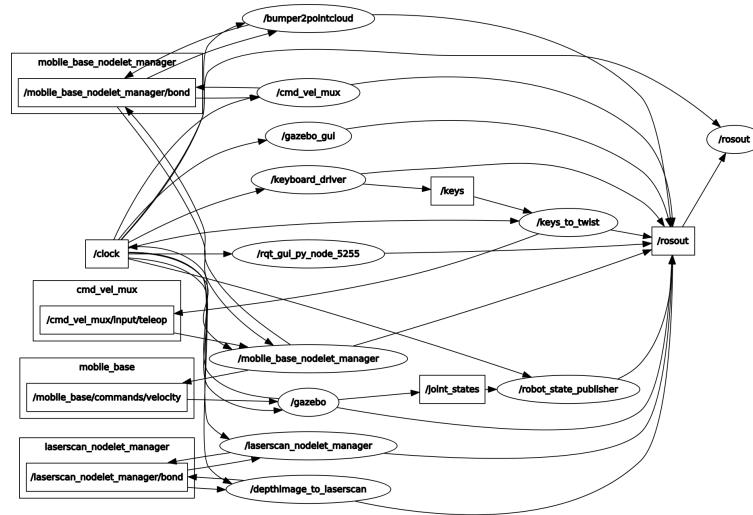 /bumper2pointcloud
mobile_base_nodelet_manager
/mobile_base_nodelet_manager/bond
/cmd_vel_mux
/gazebo_gui
/rosout
/keyboard_driver
/keys
/keys_to_twist
/clock
/rqt_gui_py_node_5255
/rosout
cmd_vel_mux
/cmd_vel_mux/input/teleop
/mobile_base_nodelet_manager
mobile_base
/mobile_base/commands/velocity
/joint_states
/robot_state_publisher
/gazebo
laserscan_nodelet_manager
/laserscan_nodelet_manager
/laserscan_nodelet_manager/bond
/depthimage_to_laserscan